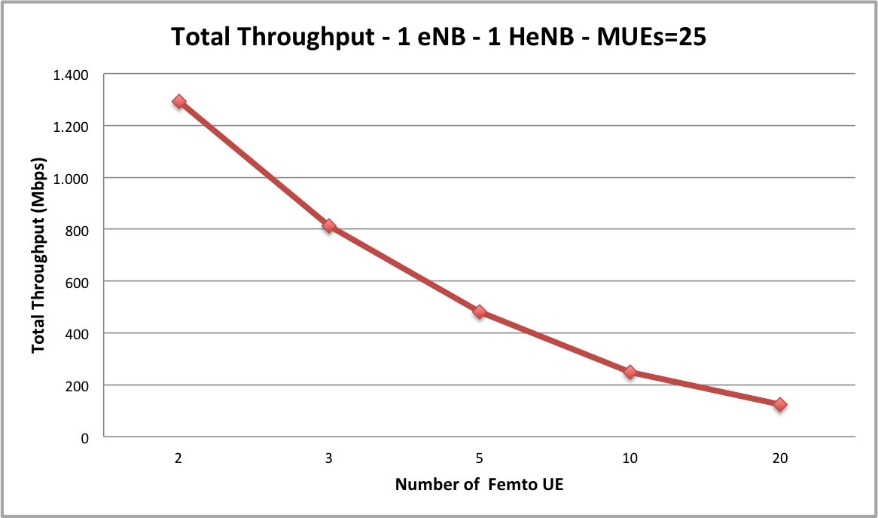 Total Throughput - 1 eNB - 1 HeNB - MUEs=25
Total Throughput (Mbps)
1.400
1.200
1.000
800
600
400
200
0
2 3 5 10 20
Number of Femto UE